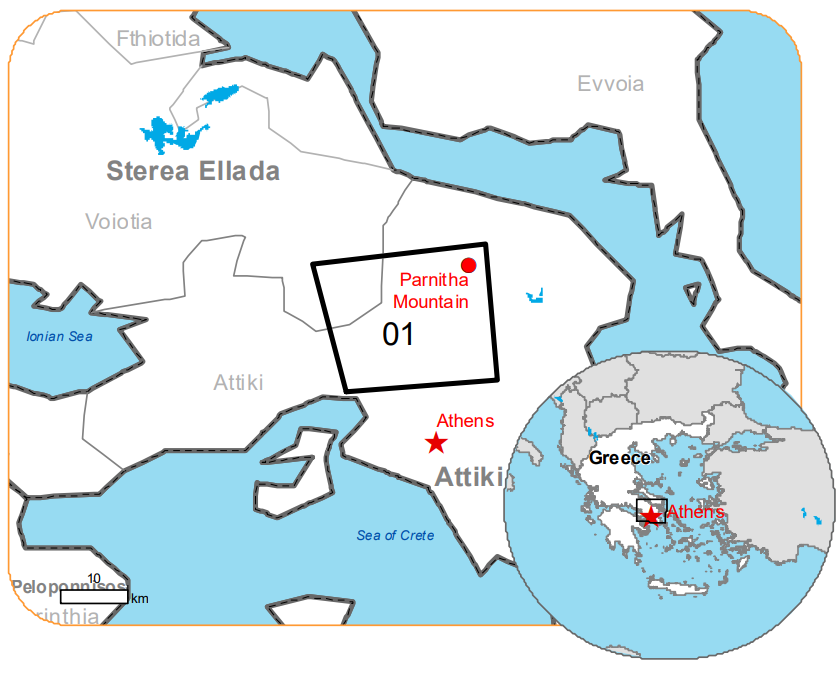 Fthiotida
Evvoia
Sterea Ellada
Voiotia
Parnitha
Mountain
Ionian Sea
01
Attiki
Athens
Greece
Attiki
Athens
Sea of Crete
10
Peloponnisos
km
rinthia